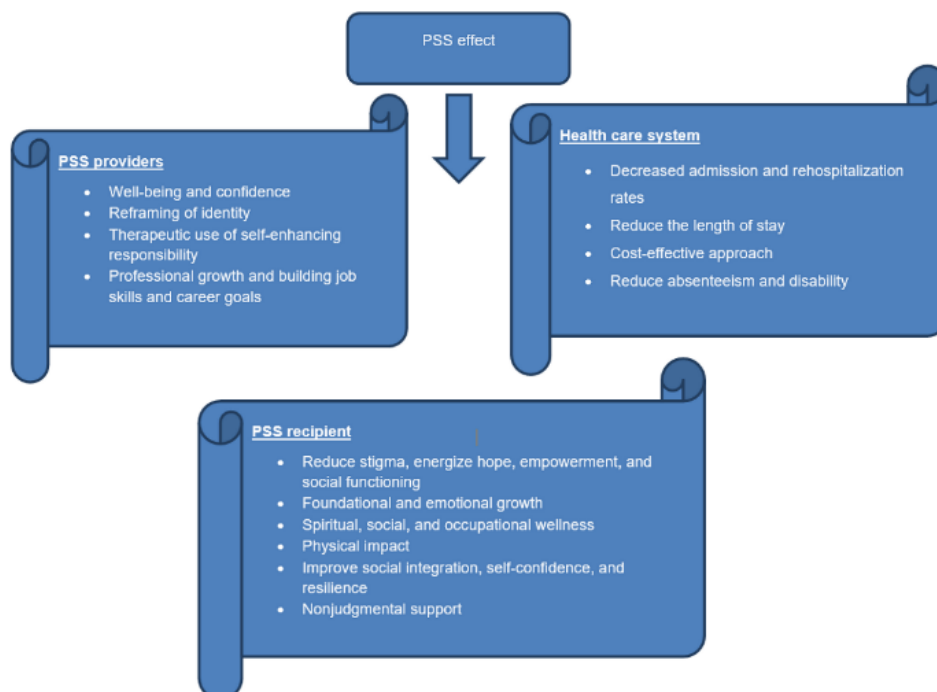 PSS effect
PSS providers
• Well-being and confidence
• Reframing of identity
• Therapeutic use of self-enhancing
responsibility
• Professional growth and building job
skills and career goals
Health care system
• Decreased admission and rehospitalization
rates
• Reduce the length of stay
• Cost-effective approach
• Reduce absenteeism and disability
PSS recipient
• Reduce stigma, energize hope, empowerment, and
social functioning
• Foundational and emotional growth
• Spiritual, social, and occupational wellness
• Physical impact
• Improve social integration, self-confidence, and
resilience
• Nonjudgmental support